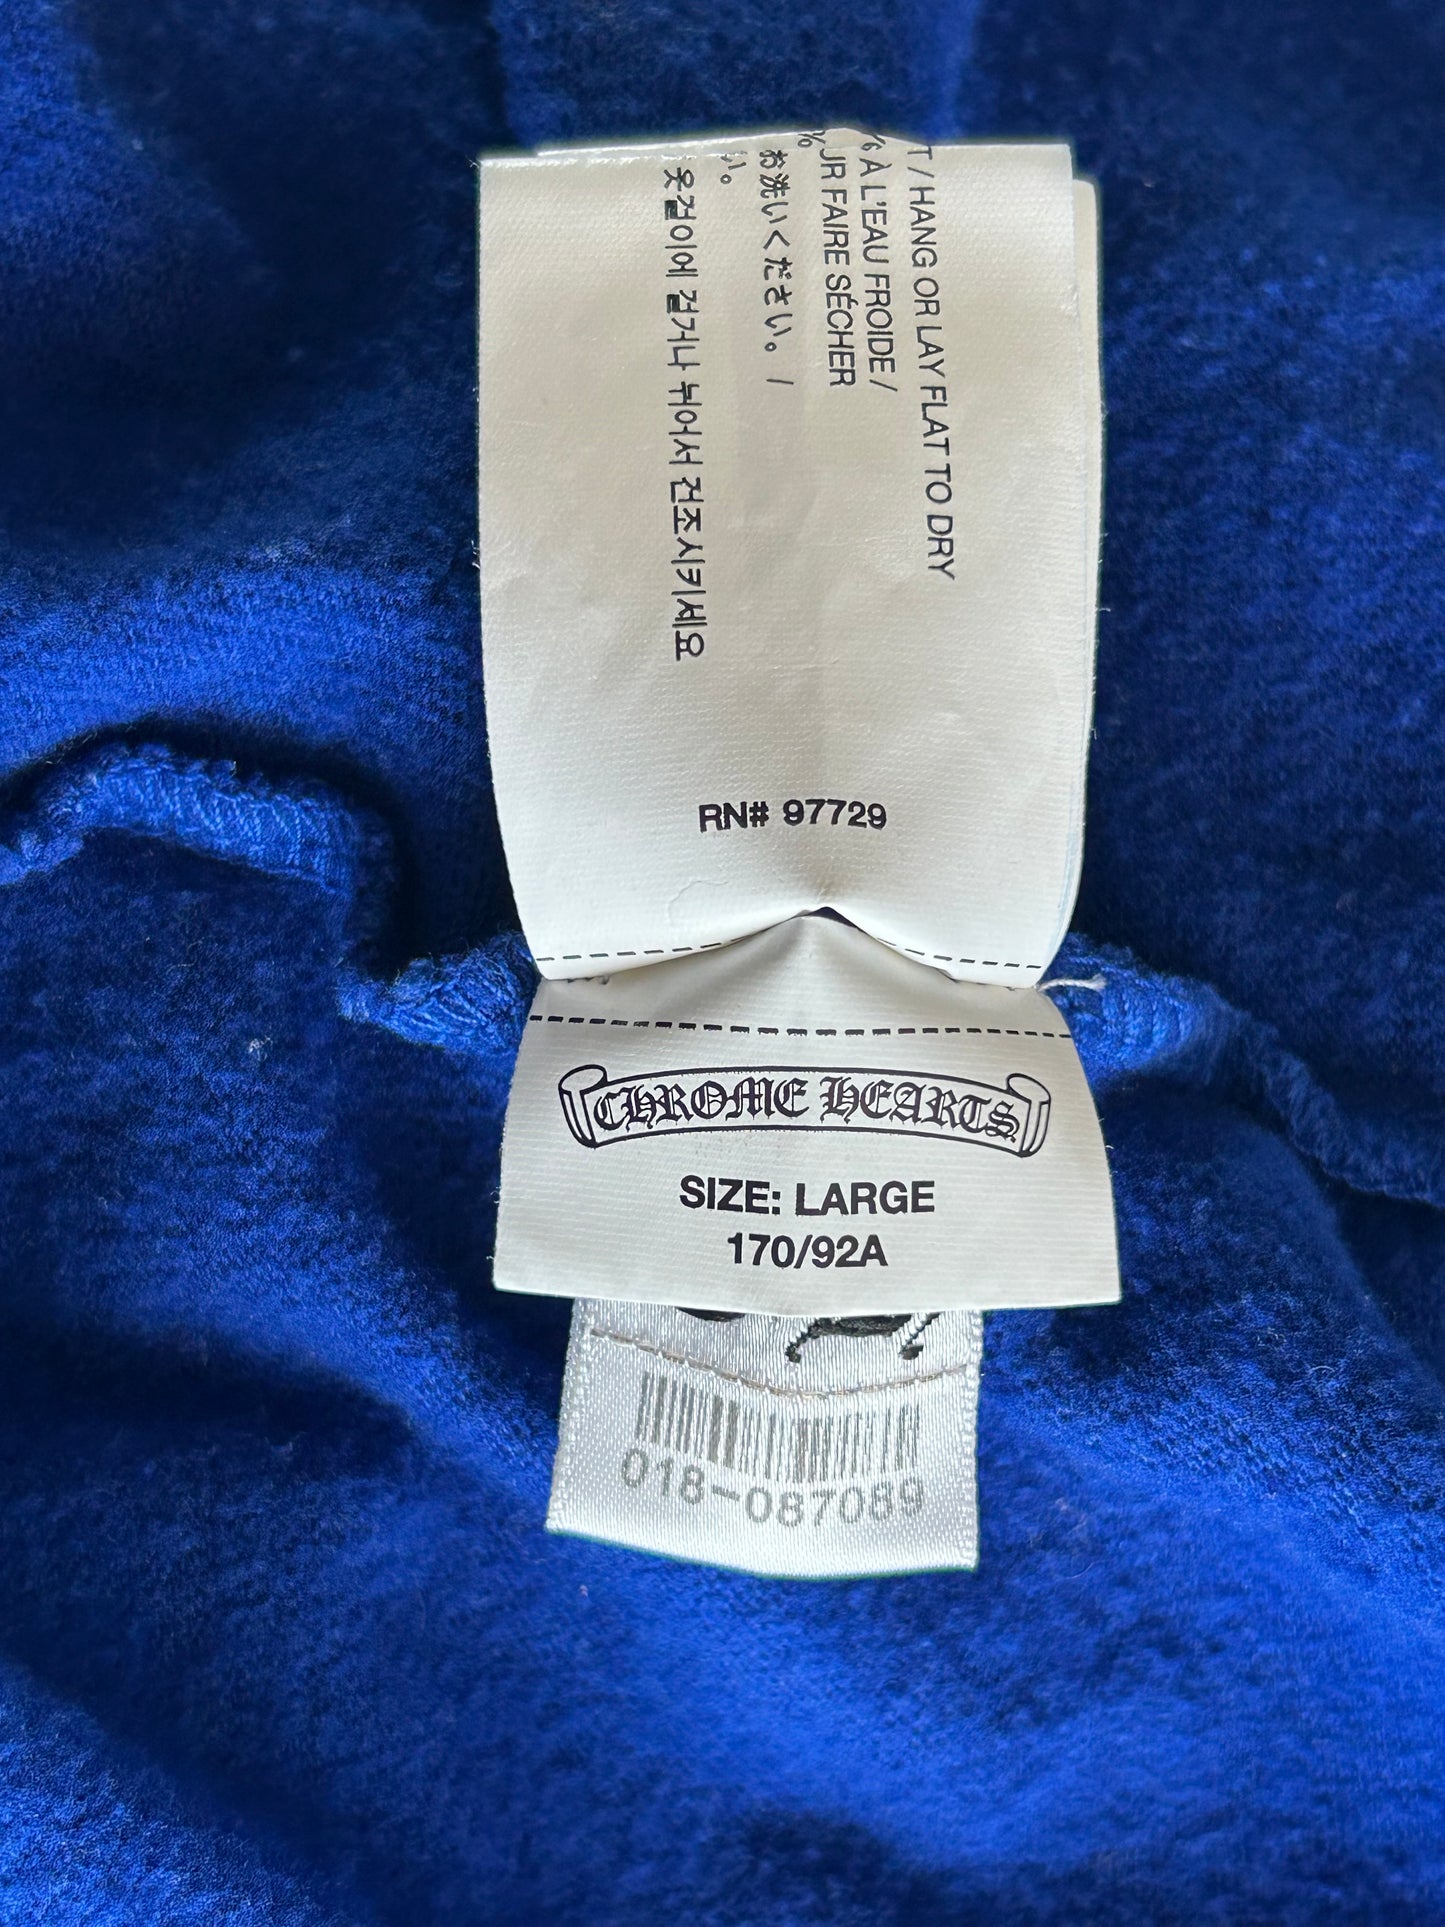 T / HANG OR LAY FLAT TO DRY
% À L'EAU FROIDE /
JR FAIRE SÉCHER
%
お洗いください。 /
い。
옷걸이에 걸거나 뉘어서 건조시키세요
RN# 97729
CHROME HEARTS
SIZE: LARGE
170/92A
018-087089